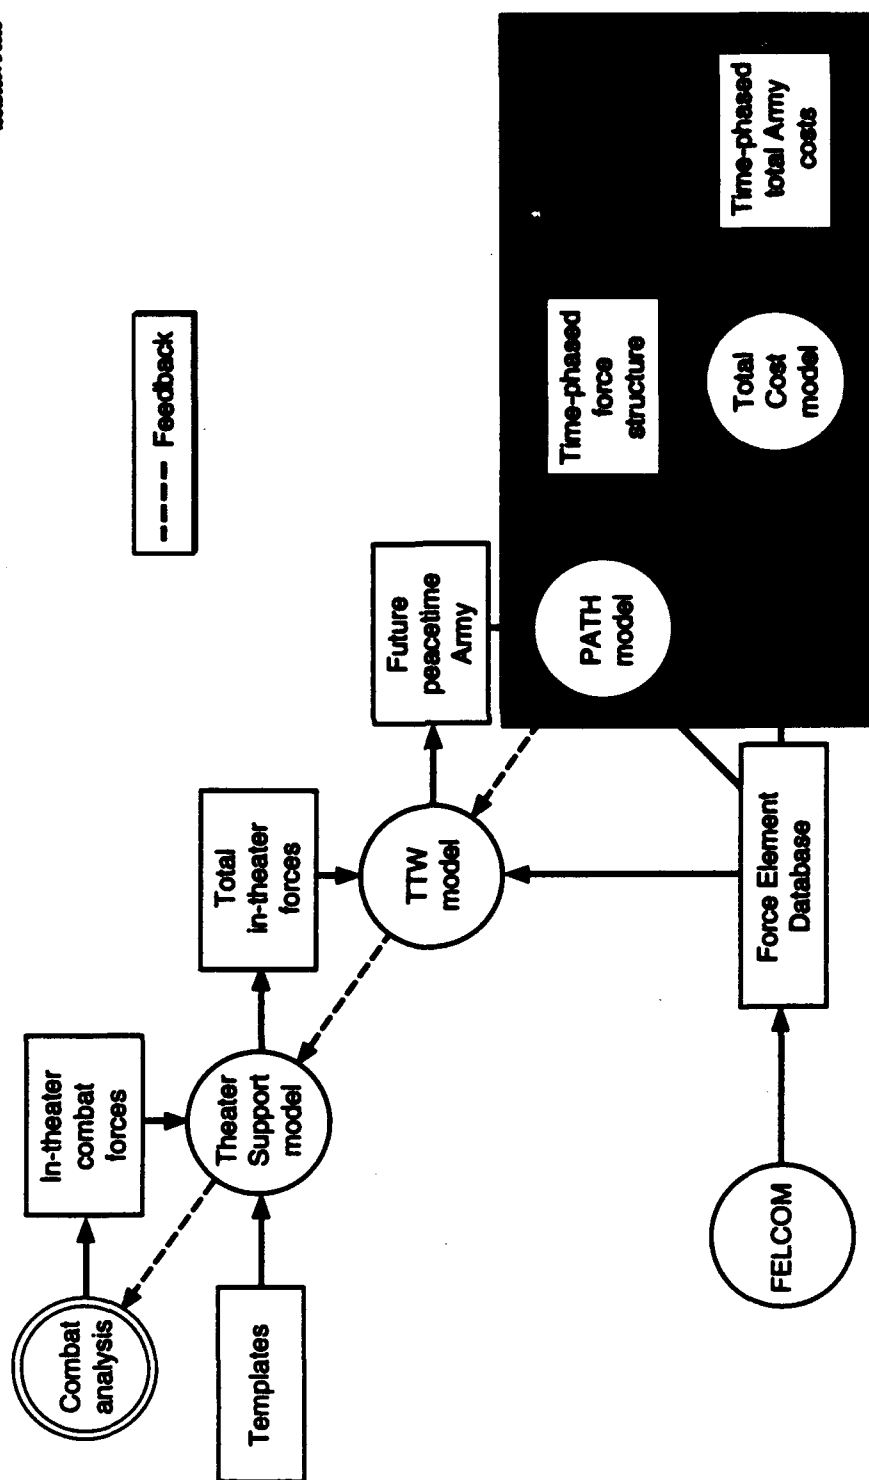 Combat
analysis
In-theater
combat
forces
Templates
Theater
Support
model
Total
in-theater
forces
TTW
model
Future
peacetime
Army
---- Feedback
FELCOM
Force Element
Database
PATH
model
Time-phased
force
structure
Total
Cost
model
Time-phased
total Army
costs